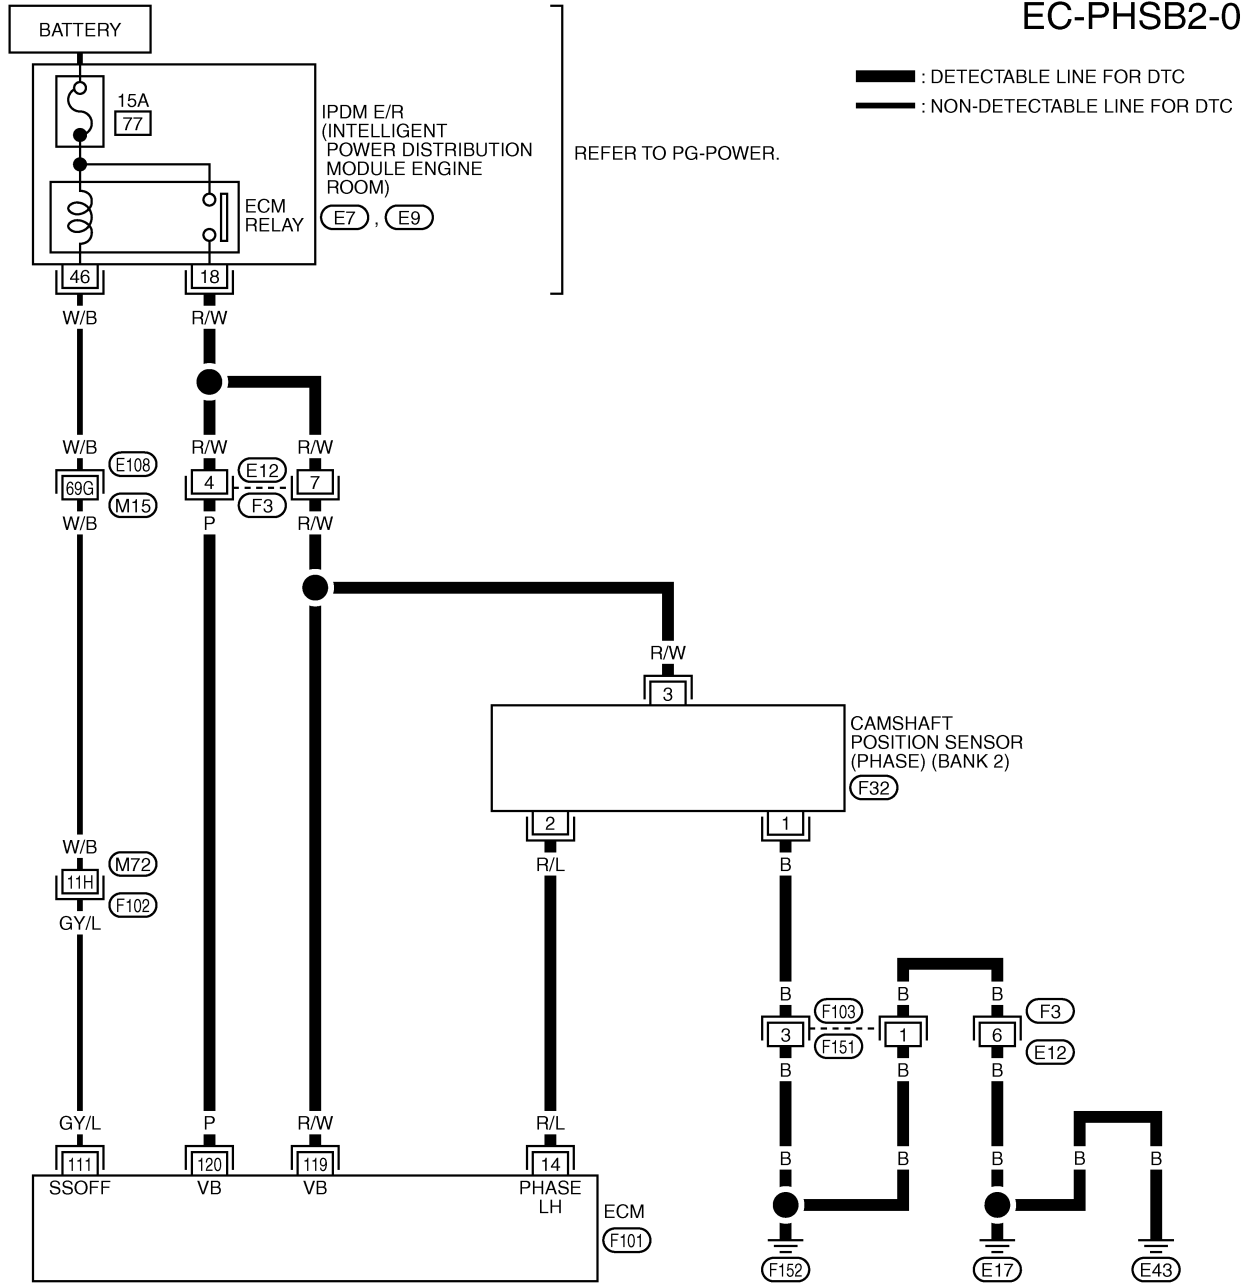 EC-PHSB2-0
BATTERY
: DETECTABLE LINE FOR DTC
: NON-DETECTABLE LINE FOR DTC
15A
77
IPDM E/R
(INTELLIGENT
POWER DISTRIBUTION
MODULE ENGINE
ROOM)
E7 , E9
REFER TO PG-POWER.
ECM
RELAY
46 18
W/B R/W
W/B R/W R/W
E108 E12
69G 4 7
M15 F3
W/B P R/W
R/W
3
CAMSHAFT
POSITION SENSOR
(PHASE) (BANK 2)
F32
2 1
W/B R/L B
M72
11H
F102
GY/L
B B B
F103 F3
3 1 6
F151 E12
B B B
GY/L P R/W R/L
B B B B B
111 120 119 14
SSOFF VB VB PHASE
LH
ECM
F101
F152 E17 E43